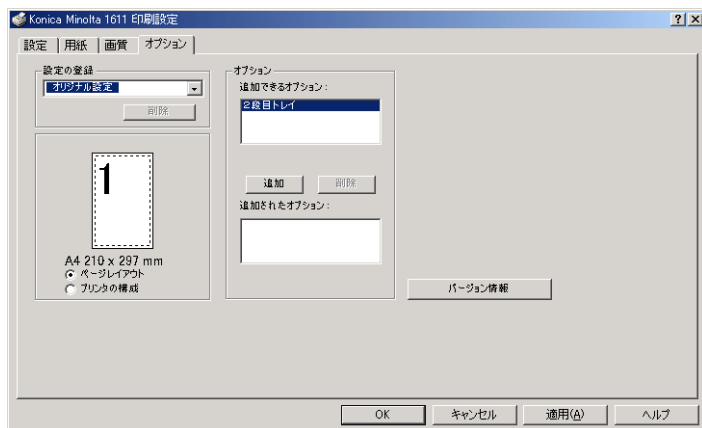 Konica Minolta 1611 印刷設定
設定 用紙 画質 オプション
設定の登録
オリジナル設定
削除
1
A4 210 x 297 mm
ページレイアウト
プリンタの構成
オプション
追加できるオプション:
2段目トレイ
追加 削除
追加されたオプション:
バージョン情報
OK キャンセル 適用(A) ヘルプ